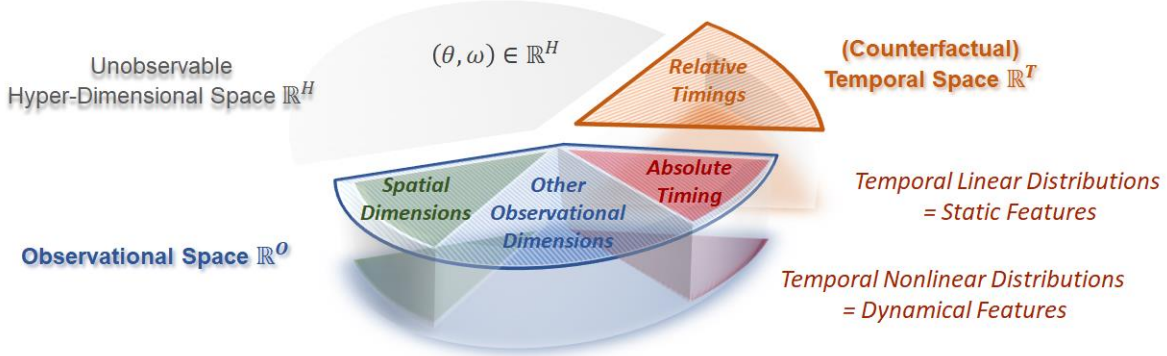 Unobservable
Hyper-Dimensional Space ℝ^H
(θ, ω) ∈ ℝ^H
Relative
Timings
(Counterfactual)
Temporal Space ℝ^T
Spatial
Dimensions
Other
Observational
Dimensions
Absolute
Timing
Observational Space ℝ^O
Temporal Linear Distributions
= Static Features
Temporal Nonlinear Distributions
= Dynamical Features